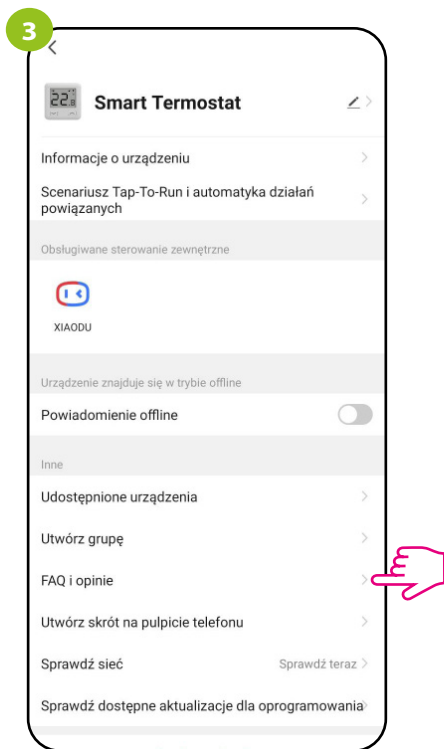 3
Smart Termostat
Informacje o urządzeniu
Scenariusz Tap-To-Run i automatyka działań
powiązanych
Obsługiwane sterowanie zewnętrzne
XIAODU
Urządzenie znajduje się w trybie offline
Powiadomienie offline
Inne
Udostępnione urządzenia
Utwórz grupę
FAQ i opinie
Utwórz skrót na pulpicie telefonu
Sprawdź sieć Sprawdź teraz
Sprawdź dostępne aktualizacje dla oprogramowania